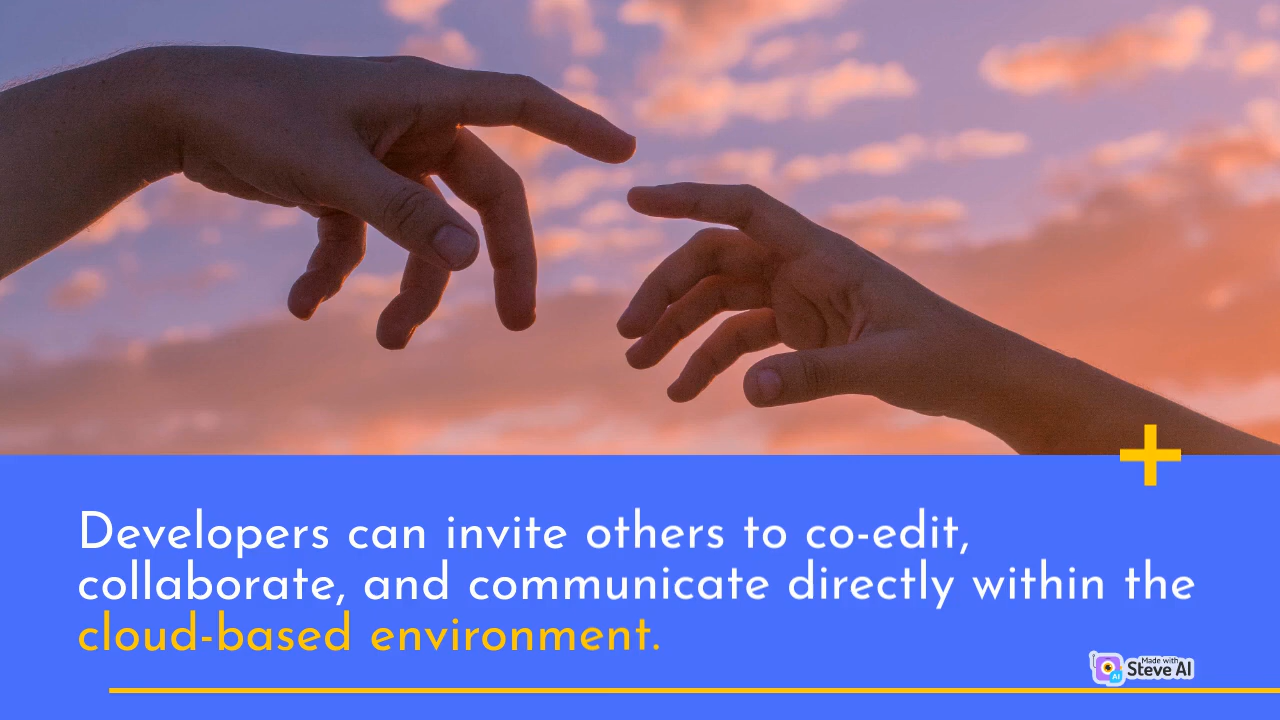 Developers can invite others to co-edit,
collaborate, and communicate directly within the
cloud-based environment.
Made with
Steve AI
AI